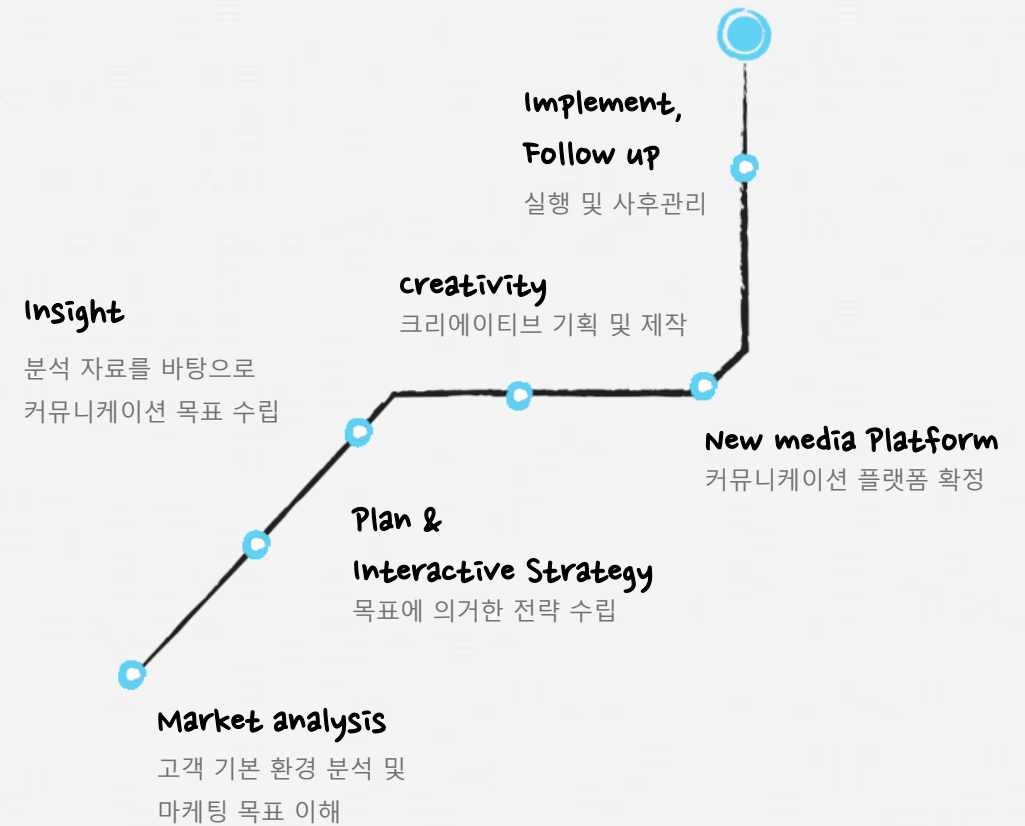 Implement,
Follow up
실행 및 사후관리
creativity
크리에이티브 기획 및 제작
Insight
분석 자료를 바탕으로
커뮤니케이션 목표 수립
New media Platform
커뮤니케이션 플랫폼 확정
Plan &
Interactive Strategy
목표에 의거한 전략 수립
Market analysis
고객 기본 환경 분석 및
마케팅 목표 이해